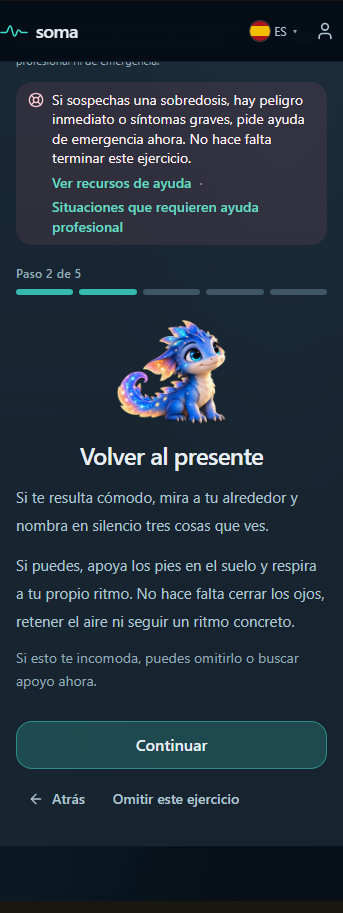 soma
ES
profesional ni de emergencia.
Si sospechas una sobredosis, hay peligro
inmediato o síntomas graves, pide ayuda
de emergencia ahora. No hace falta
terminar este ejercicio.
Ver recursos de ayuda ·
Situaciones que requieren ayuda
profesional
Paso 2 de 5
Volver al presente
Si te resulta cómodo, mira a tu alrededor y
nombra en silencio tres cosas que ves.
Si puedes, apoya los pies en el suelo y respira
a tu propio ritmo. No hace falta cerrar los ojos,
retener el aire ni seguir un ritmo concreto.
Si esto te incomoda, puedes omitirlo o buscar
apoyo ahora.
Continuar
← Atrás
Omitir este ejercicio